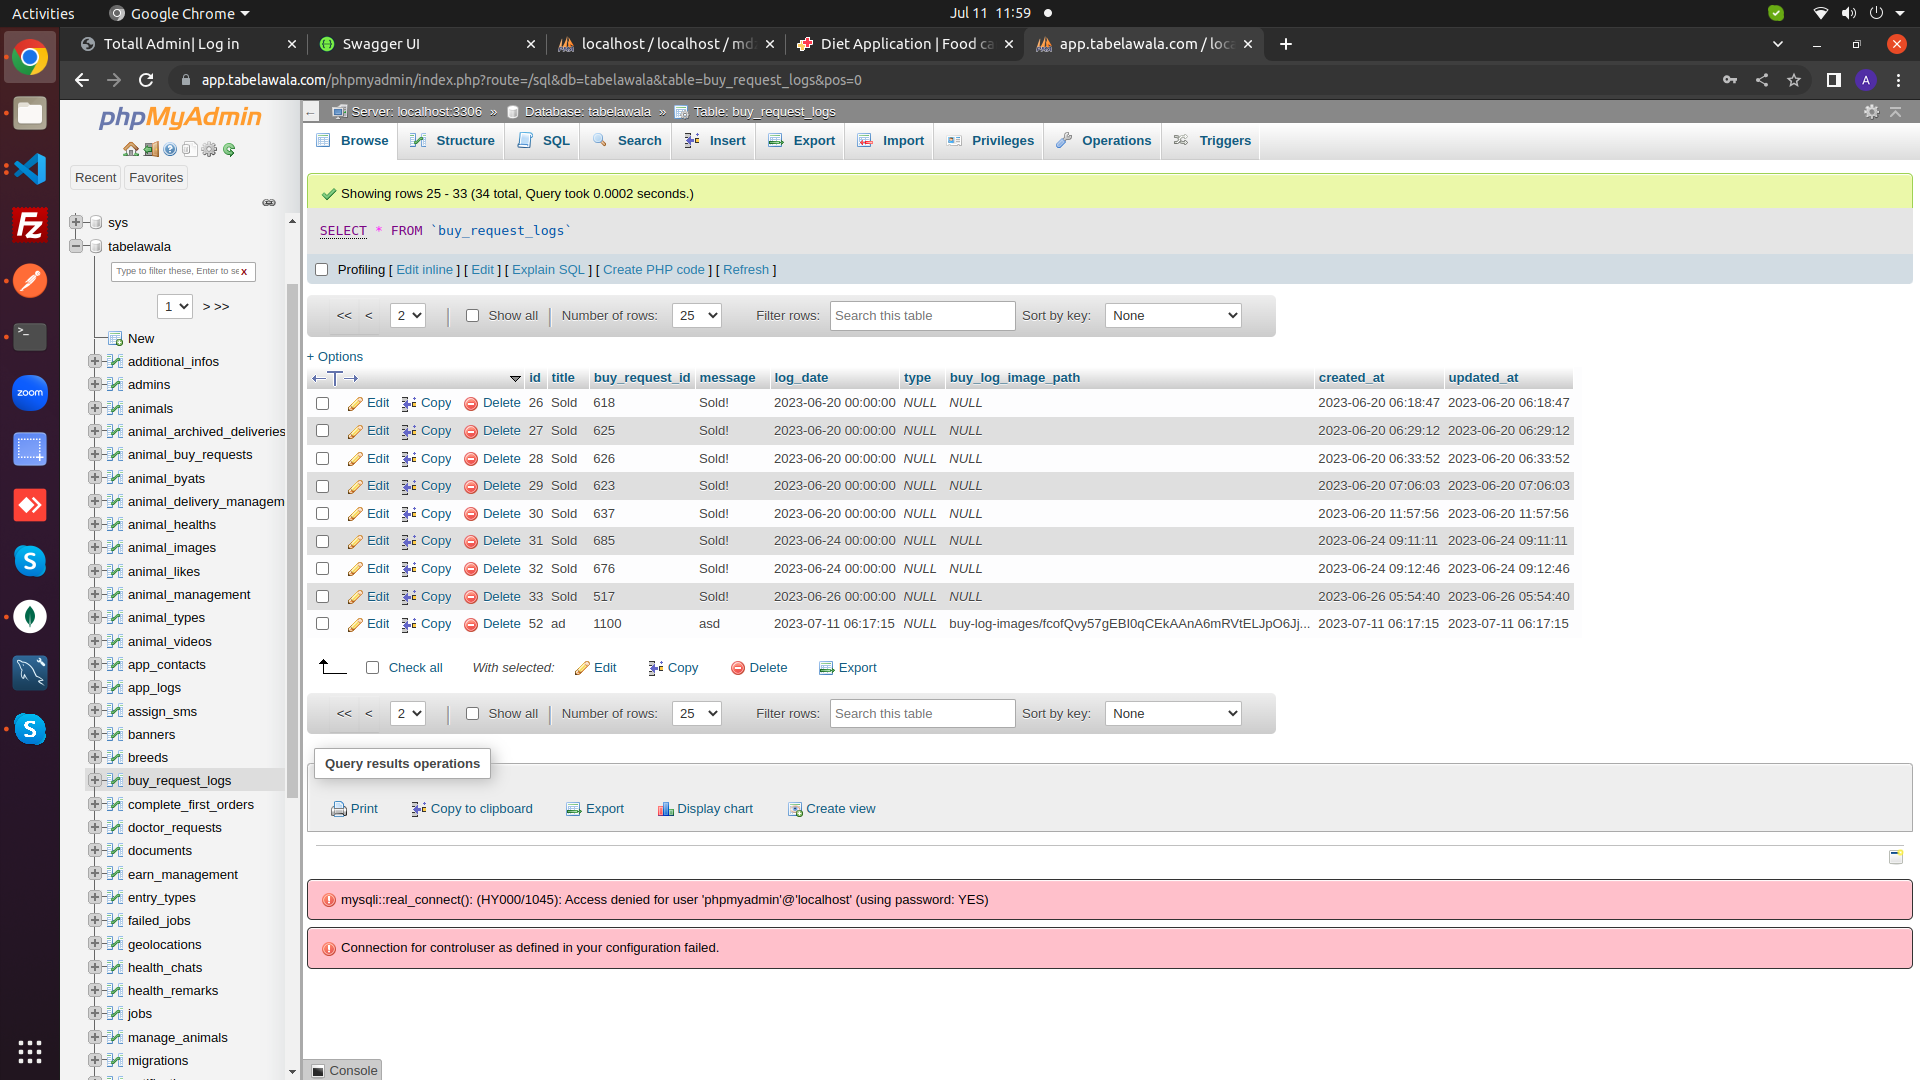 Activities
Google Chrome
Jul 11 11:59
Totall Admin| Log in
Swagger UI
localhost / localhost / md
Diet Application | Food ca
app.tabelawala.com / loca
app.tabelawala.com/phpmyadmin/index.php?route=/sql&db=tabelawala&table=buy_request_logs&pos=0
A
phpMyAdmin
Recent
Favorites
sys
tabelawala
Type to filter these, Enter to se X
1 > >>
New
additional_infos
admins
animals
animal_archived_deliveries
animal_buy_requests
animal_byats
animal_delivery_managem
animal_healths
animal_images
animal_likes
animal_management
animal_types
animal_videos
app_contacts
app_logs
assign_sms
banners
breeds
buy_request_logs
complete_first_orders
doctor_requests
documents
earn_management
entry_types
failed_jobs
geolocations
health_chats
health_remarks
jobs
manage_animals
migrations
zoom
Server: localhost:3306 » Database: tabelawala » Table: buy_request_logs
Browse Structure SQL Search Insert Export Import Privileges Operations Triggers
Showing rows 25 - 33 (34 total, Query took 0.0002 seconds.)
SELECT * FROM `buy_request_logs`
Profiling [ Edit inline ] [ Edit ] [ Explain SQL ] [ Create PHP code ] [ Refresh ]
<< < 2 | Show all | Number of rows: 25 Filter rows: Search this table Sort by key: None
+ Options
←T→ id title buy_request_id message log_date type buy_log_image_path created_at updated_at
Edit Copy Delete 26 Sold 618 Sold! 2023-06-20 00:00:00 NULL NULL 2023-06-20 06:18:47 2023-06-20 06:18:47
Edit Copy Delete 27 Sold 625 Sold! 2023-06-20 00:00:00 NULL NULL 2023-06-20 06:29:12 2023-06-20 06:29:12
Edit Copy Delete 28 Sold 626 Sold! 2023-06-20 00:00:00 NULL NULL 2023-06-20 06:33:52 2023-06-20 06:33:52
Edit Copy Delete 29 Sold 623 Sold! 2023-06-20 00:00:00 NULL NULL 2023-06-20 07:06:03 2023-06-20 07:06:03
Edit Copy Delete 30 Sold 637 Sold! 2023-06-20 00:00:00 NULL NULL 2023-06-20 11:57:56 2023-06-20 11:57:56
Edit Copy Delete 31 Sold 685 Sold! 2023-06-24 00:00:00 NULL NULL 2023-06-24 09:11:11 2023-06-24 09:11:11
Edit Copy Delete 32 Sold 676 Sold! 2023-06-24 00:00:00 NULL NULL 2023-06-24 09:12:46 2023-06-24 09:12:46
Edit Copy Delete 33 Sold 517 Sold! 2023-06-26 00:00:00 NULL NULL 2023-06-26 05:54:40 2023-06-26 05:54:40
Edit Copy Delete 52 ad 1100 asd 2023-07-11 06:17:15 NULL buy-log-images/fcofQvy57gEBI0qCEkAAnA6mRVtELJpO6Jj... 2023-07-11 06:17:15 2023-07-11 06:17:15
Check all With selected: Edit Copy Delete Export
<< < 2 | Show all | Number of rows: 25 Filter rows: Search this table Sort by key: None
Query results operations
Print Copy to clipboard Export Display chart Create view
mysqli::real_connect(): (HY000/1045): Access denied for user 'phpmyadmin'@'localhost' (using password: YES)
Connection for controluser as defined in your configuration failed.
Console